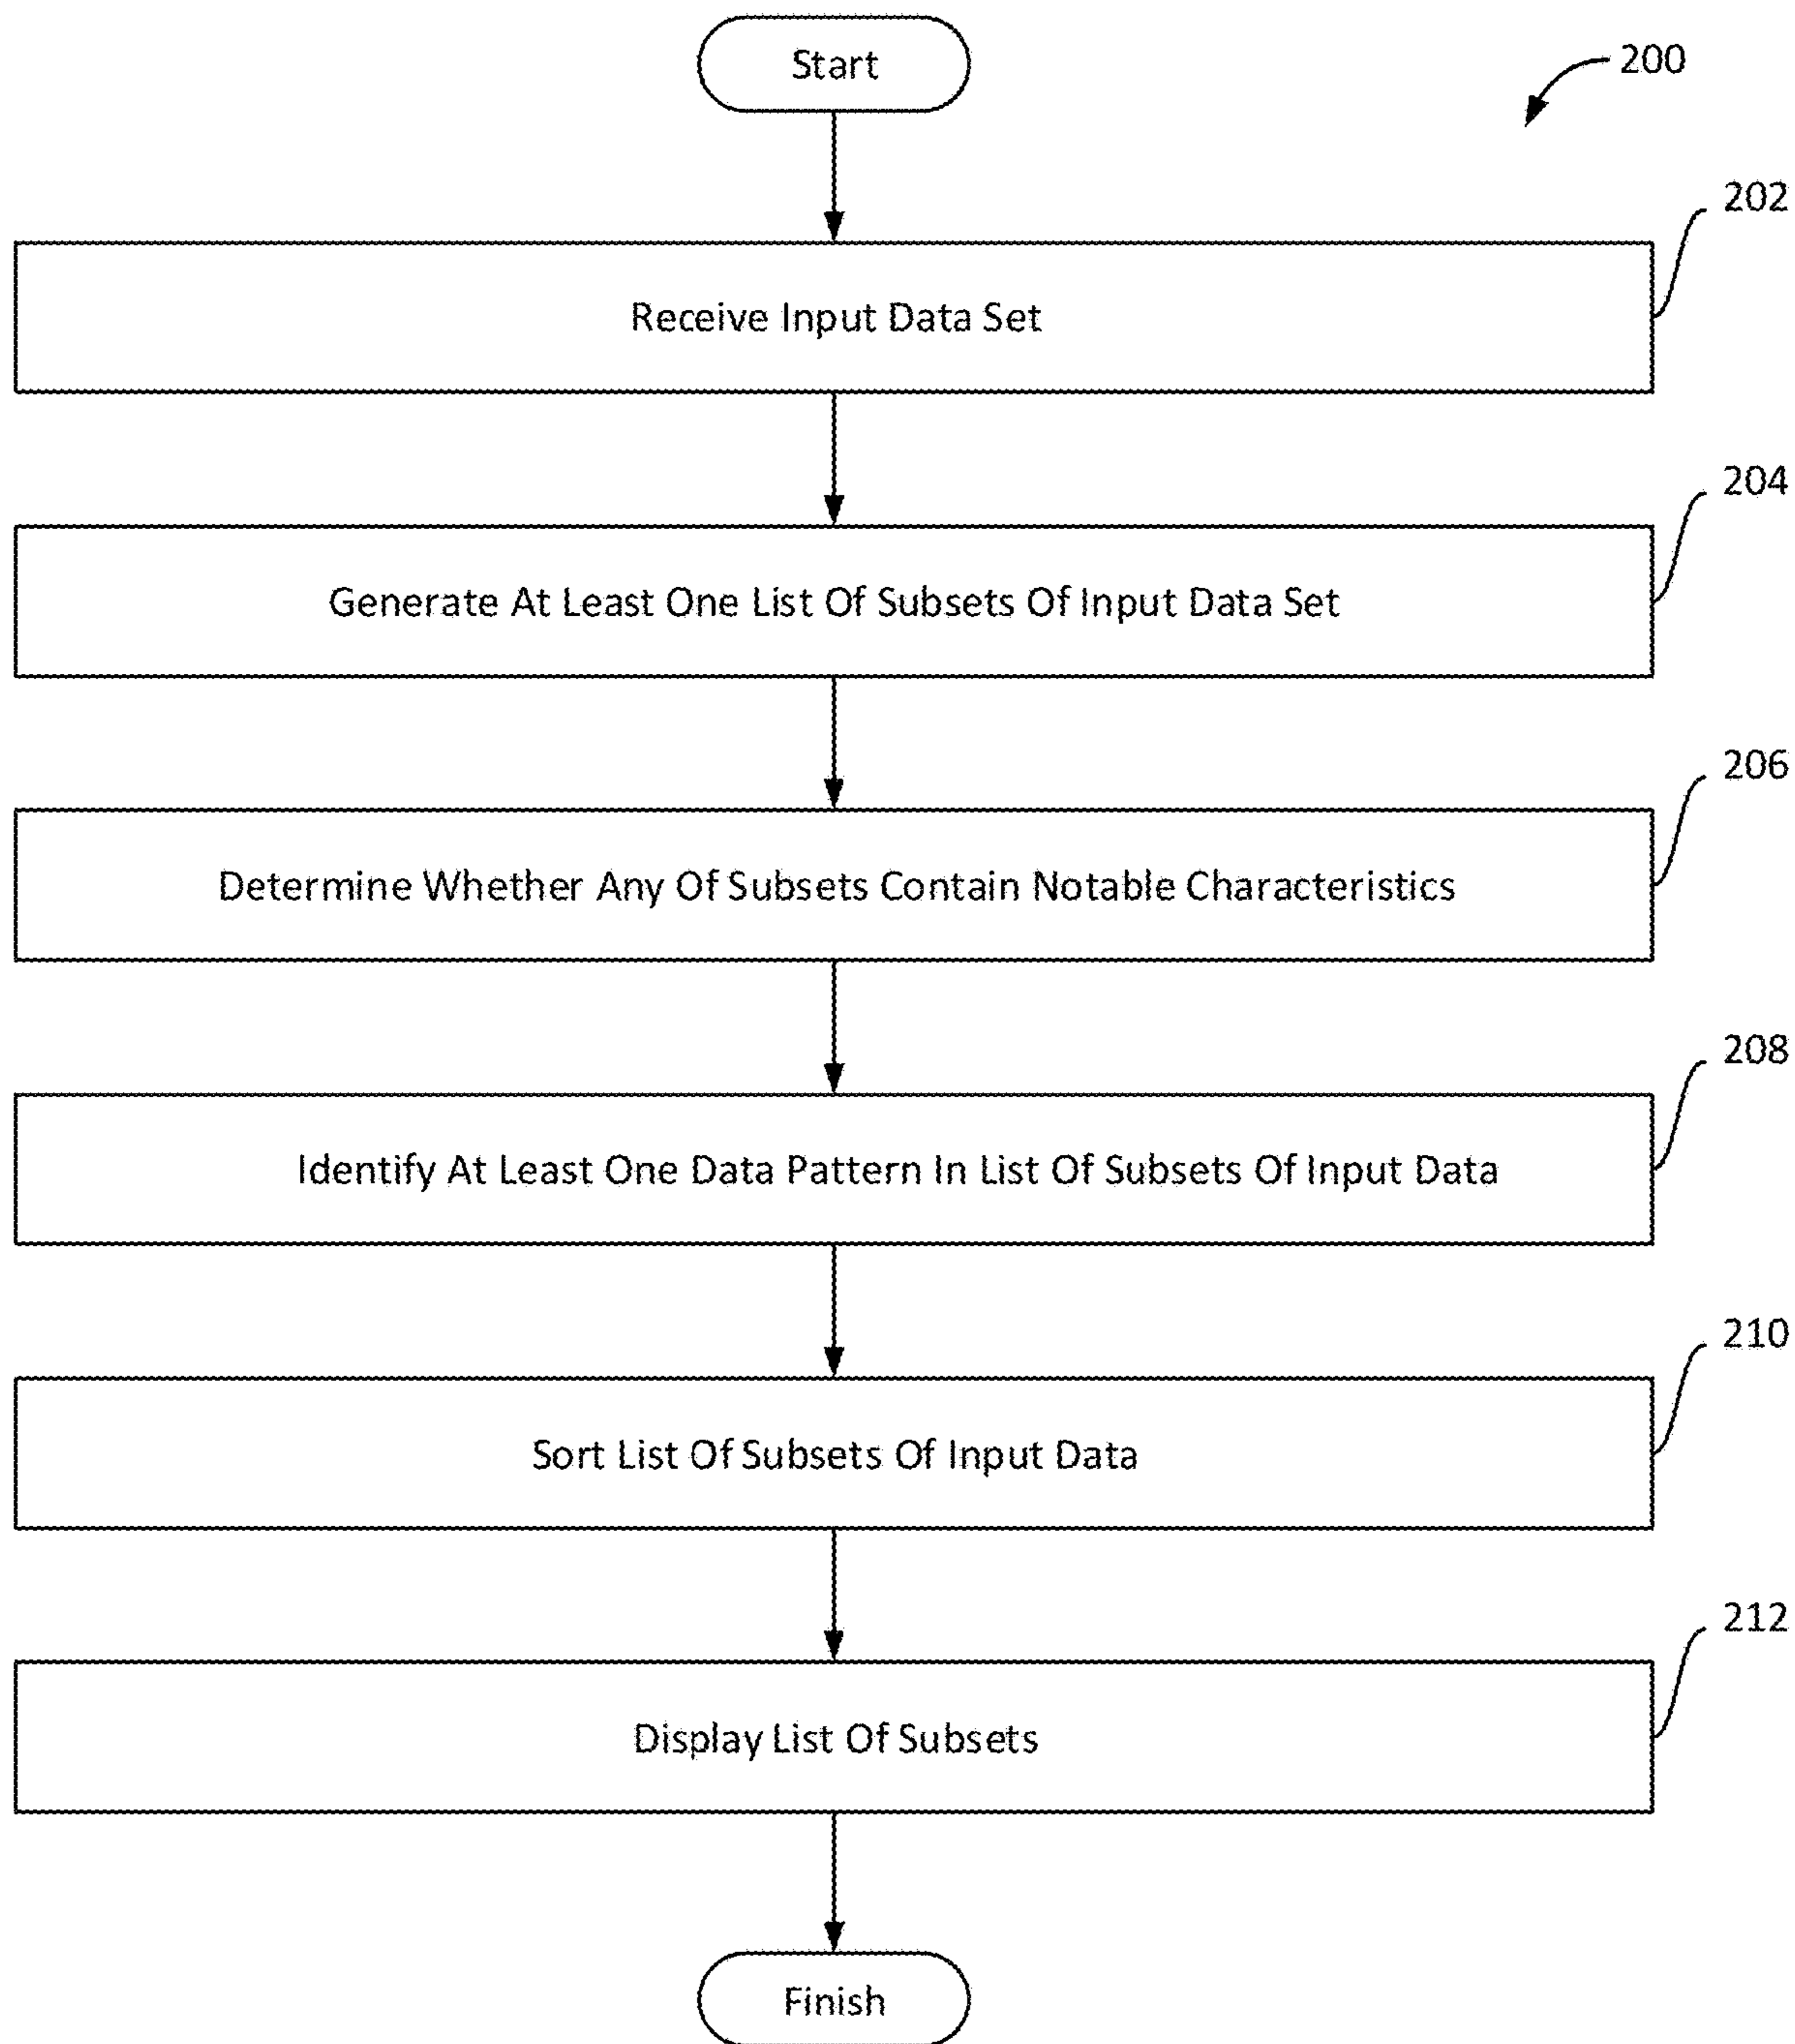 Start
200
202
Receive Input Data Set
204
Generate At Least One List Of Subsets Of Input Data Set
206
Determine Whether Any Of Subsets Contain Notable Characteristics
208
Identify At Least One Data Pattern In List Of Subsets Of Input Data
210
Sort List Of Subsets Of Input Data
212
Display List Of Subsets
Finish